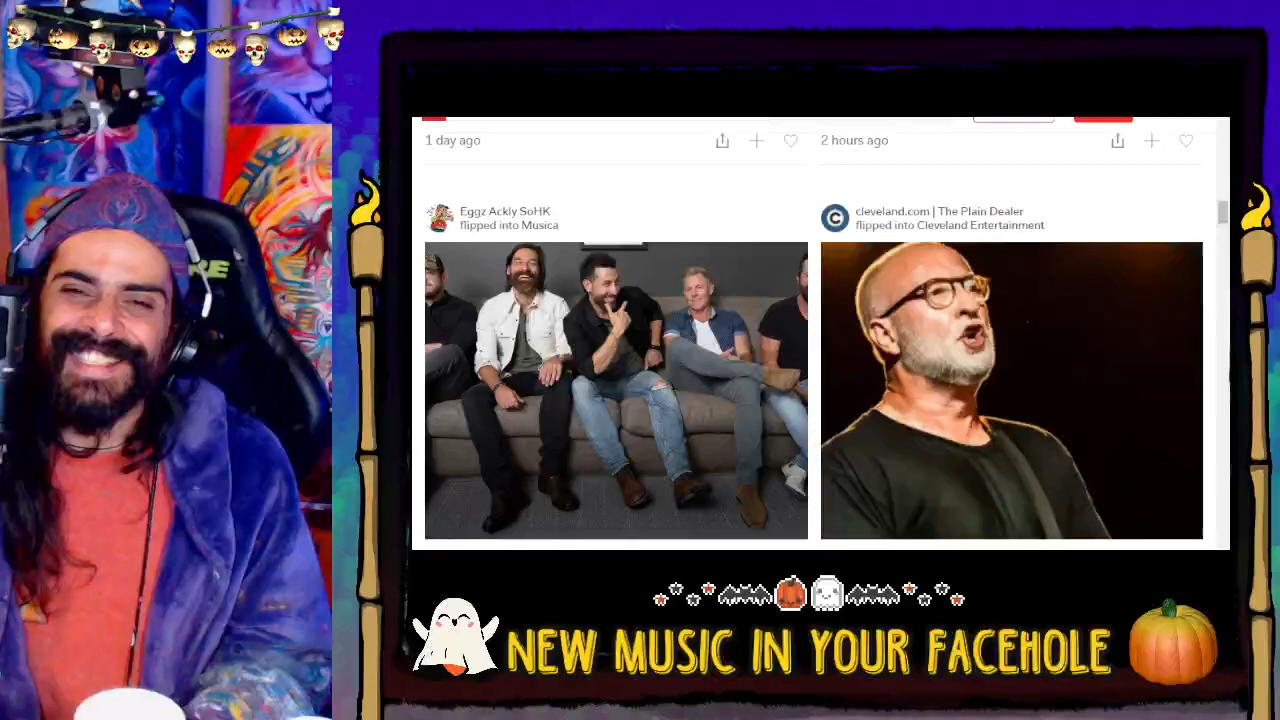 1 day ago
2 hours ago
Eggz Ackly SoHK
flipped into Musica
cleveland.com | The Plain Dealer
flipped into Cleveland Entertainment
NEW MUSIC IN YOUR FACEHOLE